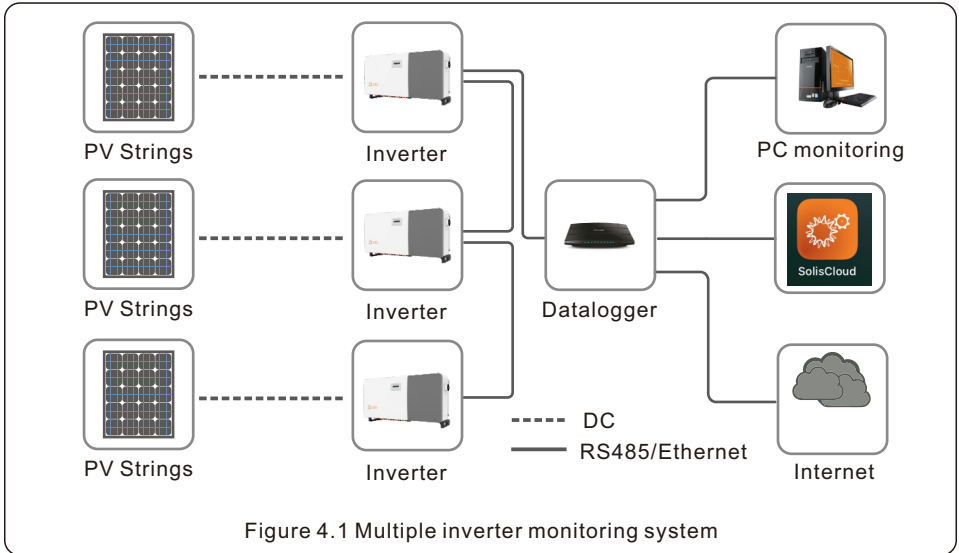 PV Strings
Inverter
PC monitoring
PV Strings
Inverter
Datalogger
SolisCloud
PV Strings
Inverter
DC
RS485/Ethernet
Internet
Figure 4.1 Multiple inverter monitoring system